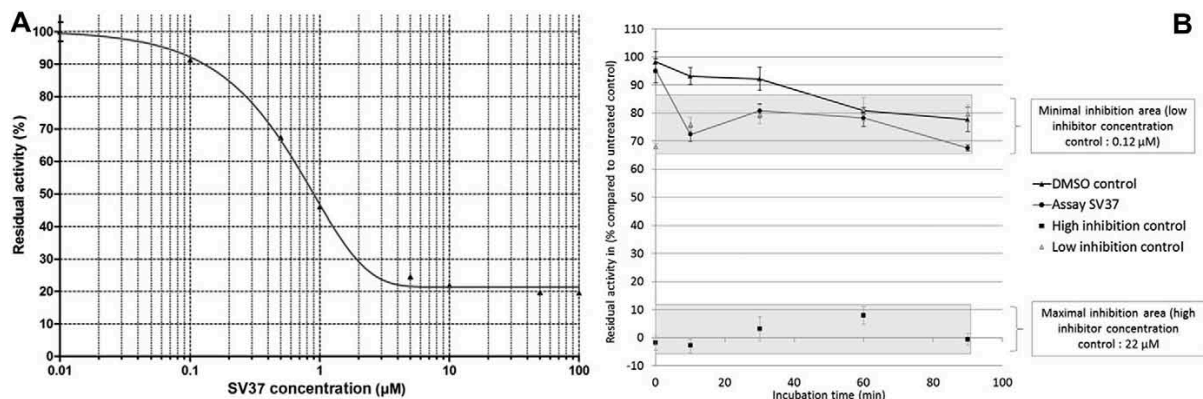 A
Residual activity (%)
100
90
80
70
60
50
40
30
20
10
0
0.01
0.1
1
10
100
SV37 concentration (µM)
B
Residual activity in (% compared to untreated control)
110
100
90
80
70
60
50
40
30
20
10
0
-10
0
20
40
60
80
100
Incubation time (min)
Minimal inhibition area (low
inhibitor concentration
control : 0.12 µM)
DMSO control
Assay SV37
High inhibition control
Low inhibition control
Maximal inhibition area (high
inhibitor concentration
control : 22 µM